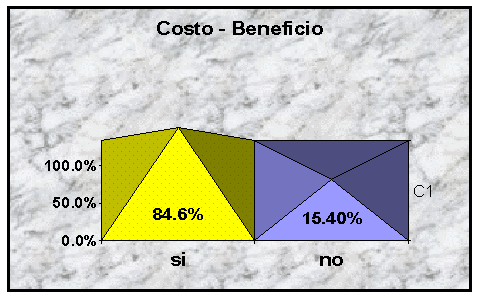 Costo - Beneficio
100.0%
50.0%
0.0%
84.6%
15.40%
C1
si
no